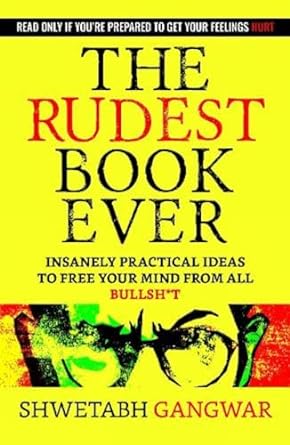 READ ONLY IF YOU'RE PREPARED TO GET YOUR FEELINGS HURT
THE
RUDEST
BOOK
EVER
INSANELY PRACTICAL IDEAS
TO FREE YOUR MIND FROM ALL
BULLSH*T
SHWETABH GANGWAR